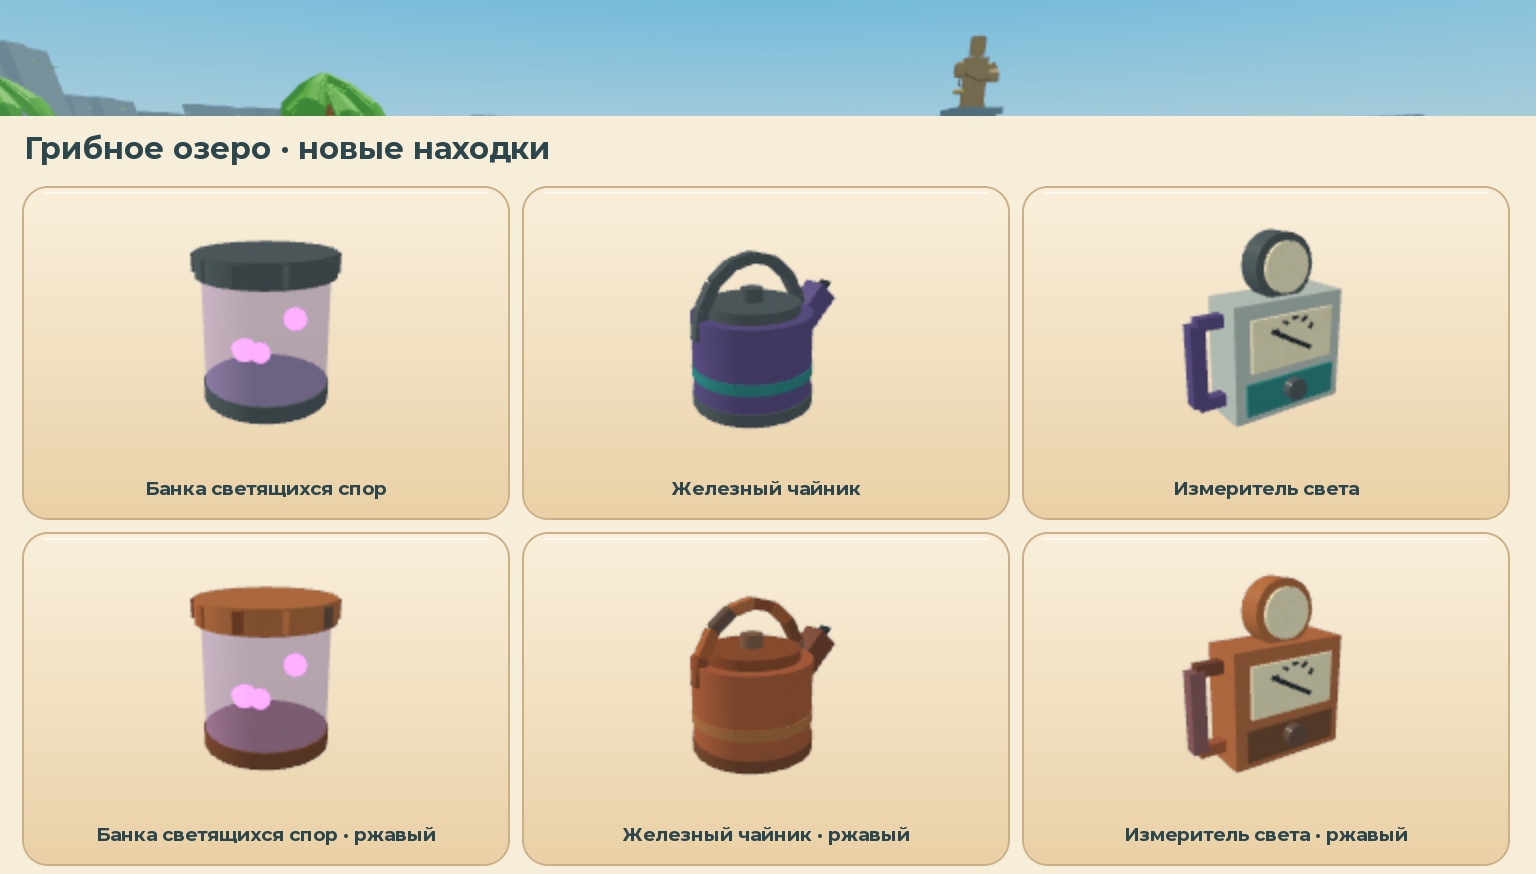 Грибное озеро · новые находки
Банка светящихся спор
Железный чайник
Измеритель света
Банка светящихся спор · ржавый
Железный чайник · ржавый
Измеритель света · ржавый